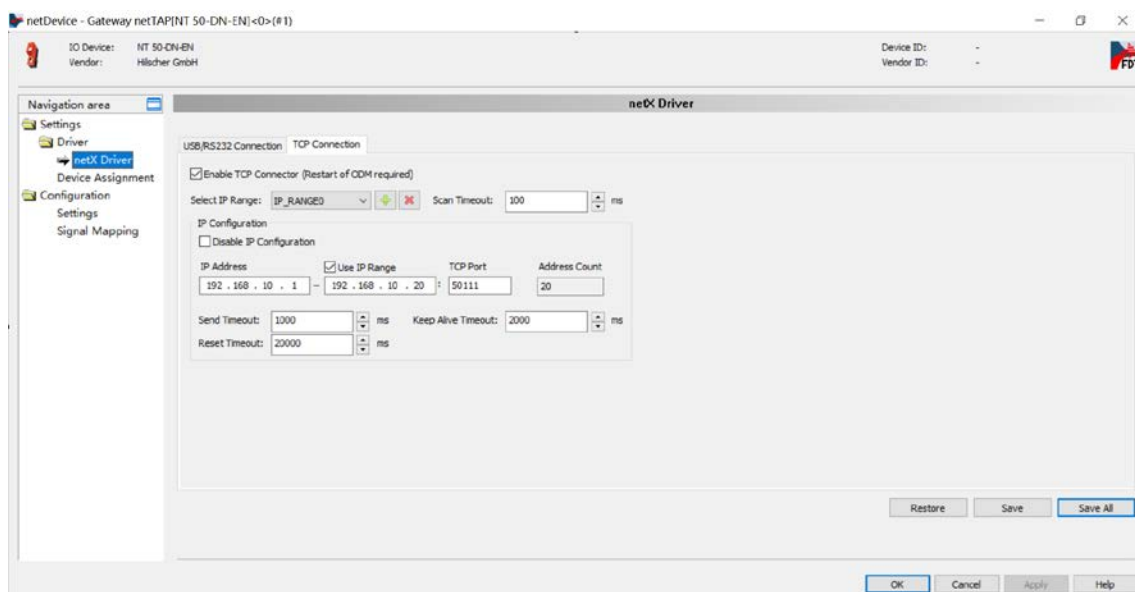 netDevice - Gateway netTAP[NT 50-DN-EN]<0>(#1)
IO Device: NT 50-DN-EN Device ID: -
Vendor: Hilscher GmbH Vendor ID: -
FDT
Navigation area netX Driver
Settings
Driver
netX Driver
Device Assignment
Configuration
Settings
Signal Mapping
USB/RS232 Connection TCP Connection
Enable TCP Connector (Restart of ODM required)
Select IP Range: IP_RANGE0 Scan Timeout: 100 ms
IP Configuration
Disable IP Configuration
IP Address Use IP Range TCP Port Address Count
192 . 168 . 10 . 1 - 192 . 168 . 10 . 20 : 50111 20
Send Timeout: 1000 ms Keep Alive Timeout: 2000 ms
Reset Timeout: 20000 ms
Restore Save Save All
OK Cancel Apply Help